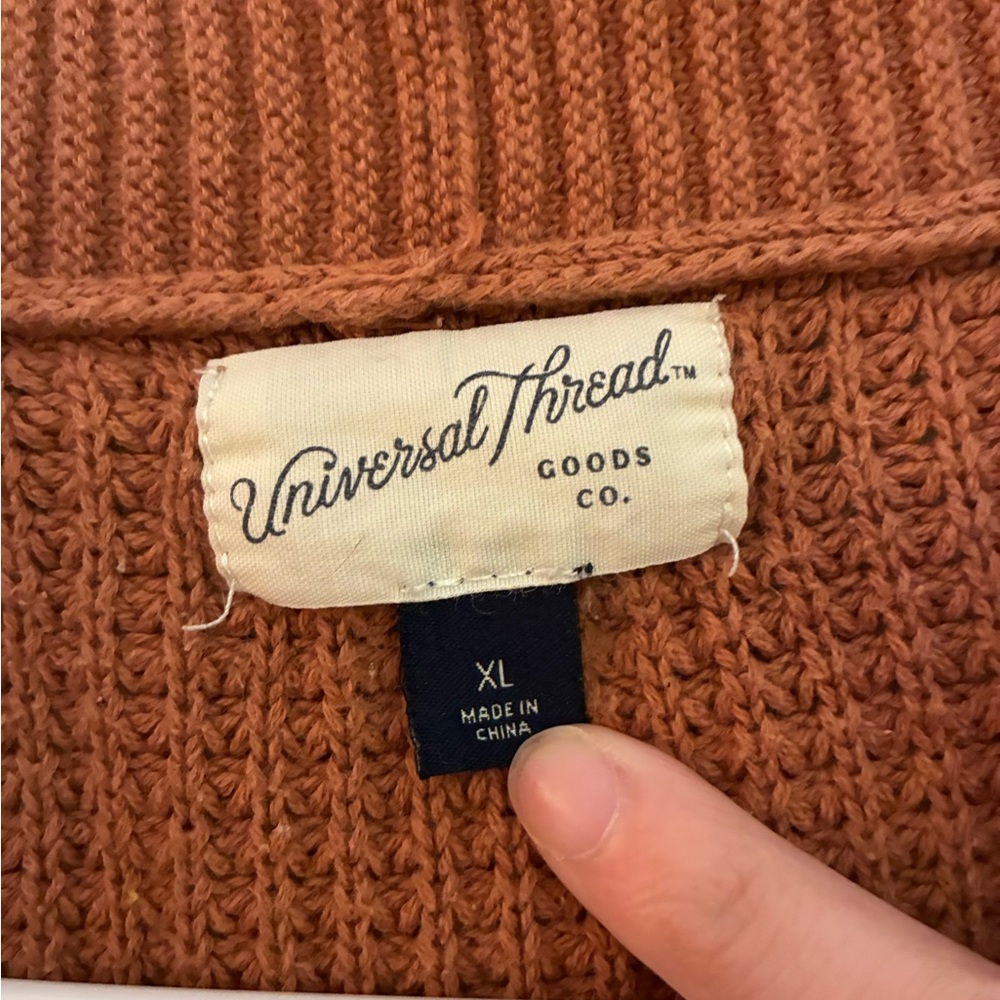 Universal Thread™
GOODS
CO.
XL
MADE IN
CHINA